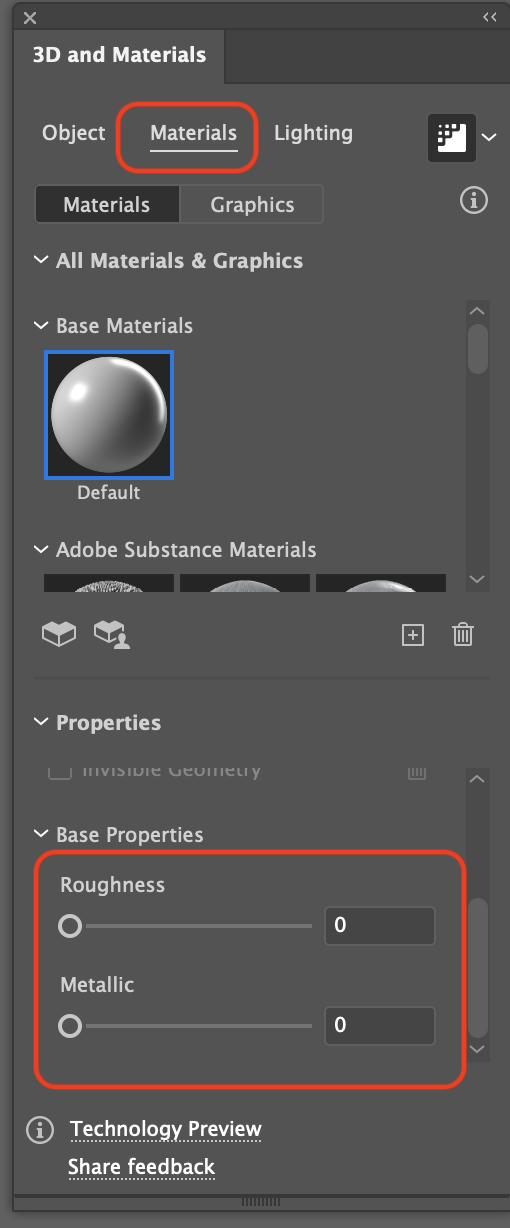 3D and Materials
Object Materials Lighting
Materials Graphics
All Materials & Graphics
Base Materials
Default
Adobe Substance Materials
Properties
Invisible Geometry
Base Properties
Roughness
0
Metallic
0
Technology Preview
Share feedback